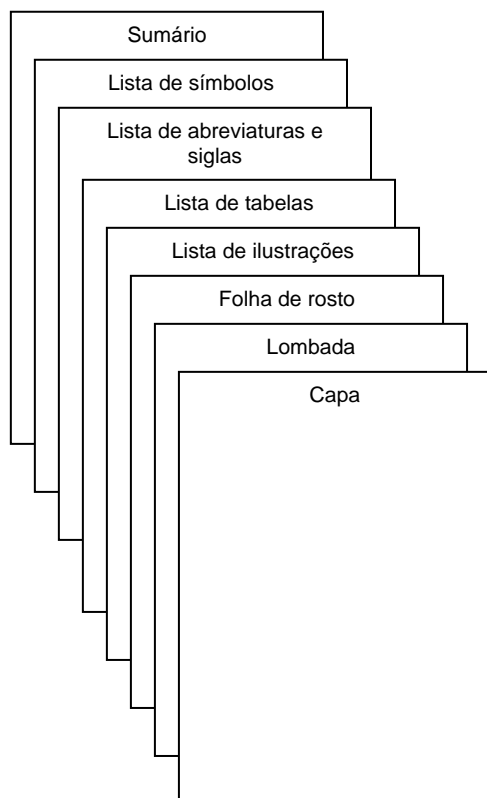 Sumário
Lista de símbolos
Lista de abreviaturas e
siglas
Lista de tabelas
Lista de ilustrações
Folha de rosto
Lombada
Capa